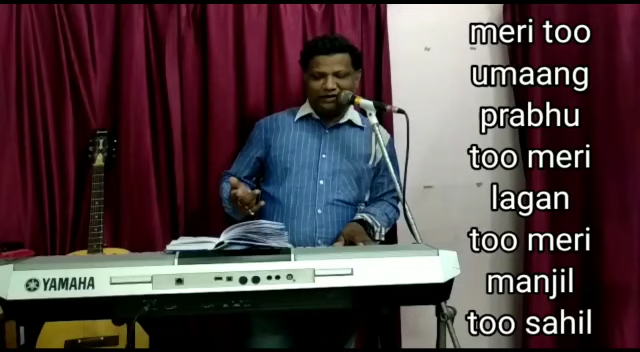 meri too
umaang
prabhu
too meri
lagan
too meri
manjil
too sahil
YAMAHA